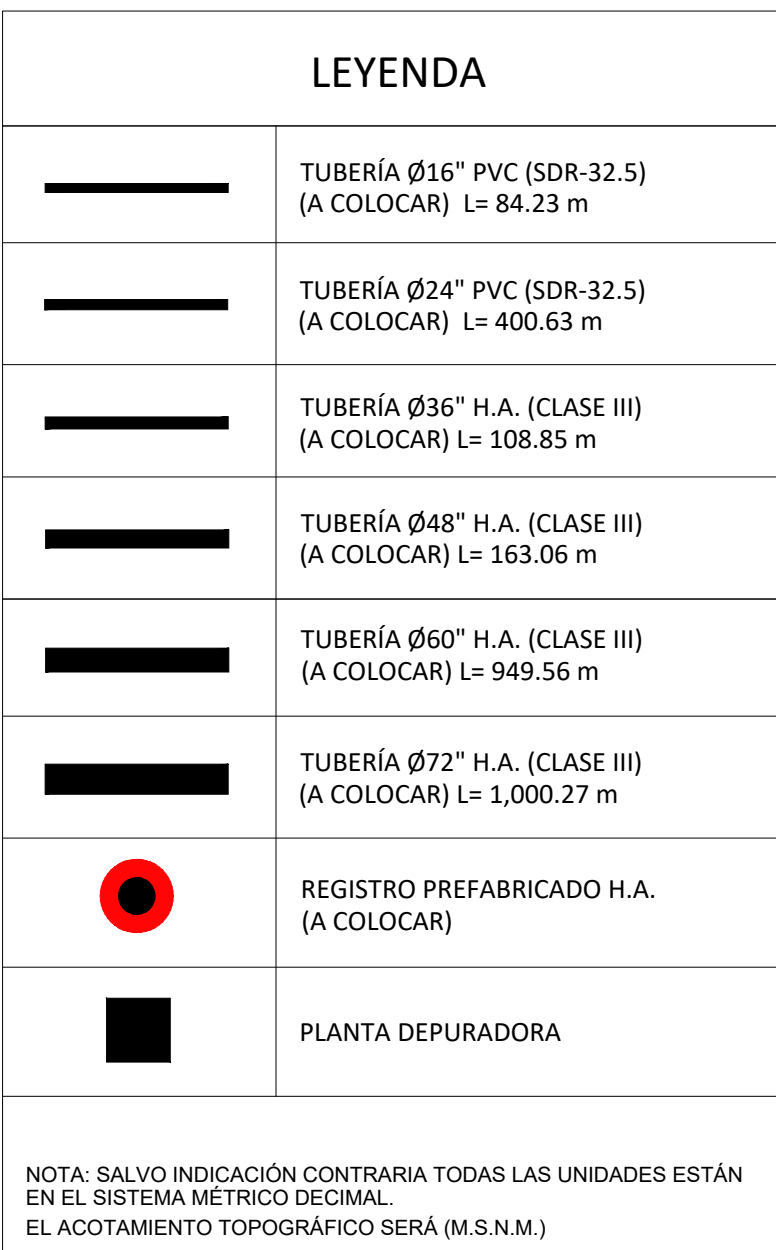 LEYENDA
TUBERÍA Ø16" PVC (SDR-32.5)
(A COLOCAR) L= 84.23 m
TUBERÍA Ø24" PVC (SDR-32.5)
(A COLOCAR) L= 400.63 m
TUBERÍA Ø36" H.A. (CLASE III)
(A COLOCAR) L= 108.85 m
TUBERÍA Ø48" H.A. (CLASE III)
(A COLOCAR) L= 163.06 m
TUBERÍA Ø60" H.A. (CLASE III)
(A COLOCAR) L= 949.56 m
TUBERÍA Ø72" H.A. (CLASE III)
(A COLOCAR) L= 1,000.27 m
REGISTRO PREFABRICADO H.A.
(A COLOCAR)
PLANTA DEPURADORA
NOTA: SALVO INDICACIÓN CONTRARIA TODAS LAS UNIDADES ESTÁN
EN EL SISTEMA MÉTRICO DECIMAL.
EL ACOTAMIENTO TOPOGRÁFICO SERÁ (M.S.N.M.)